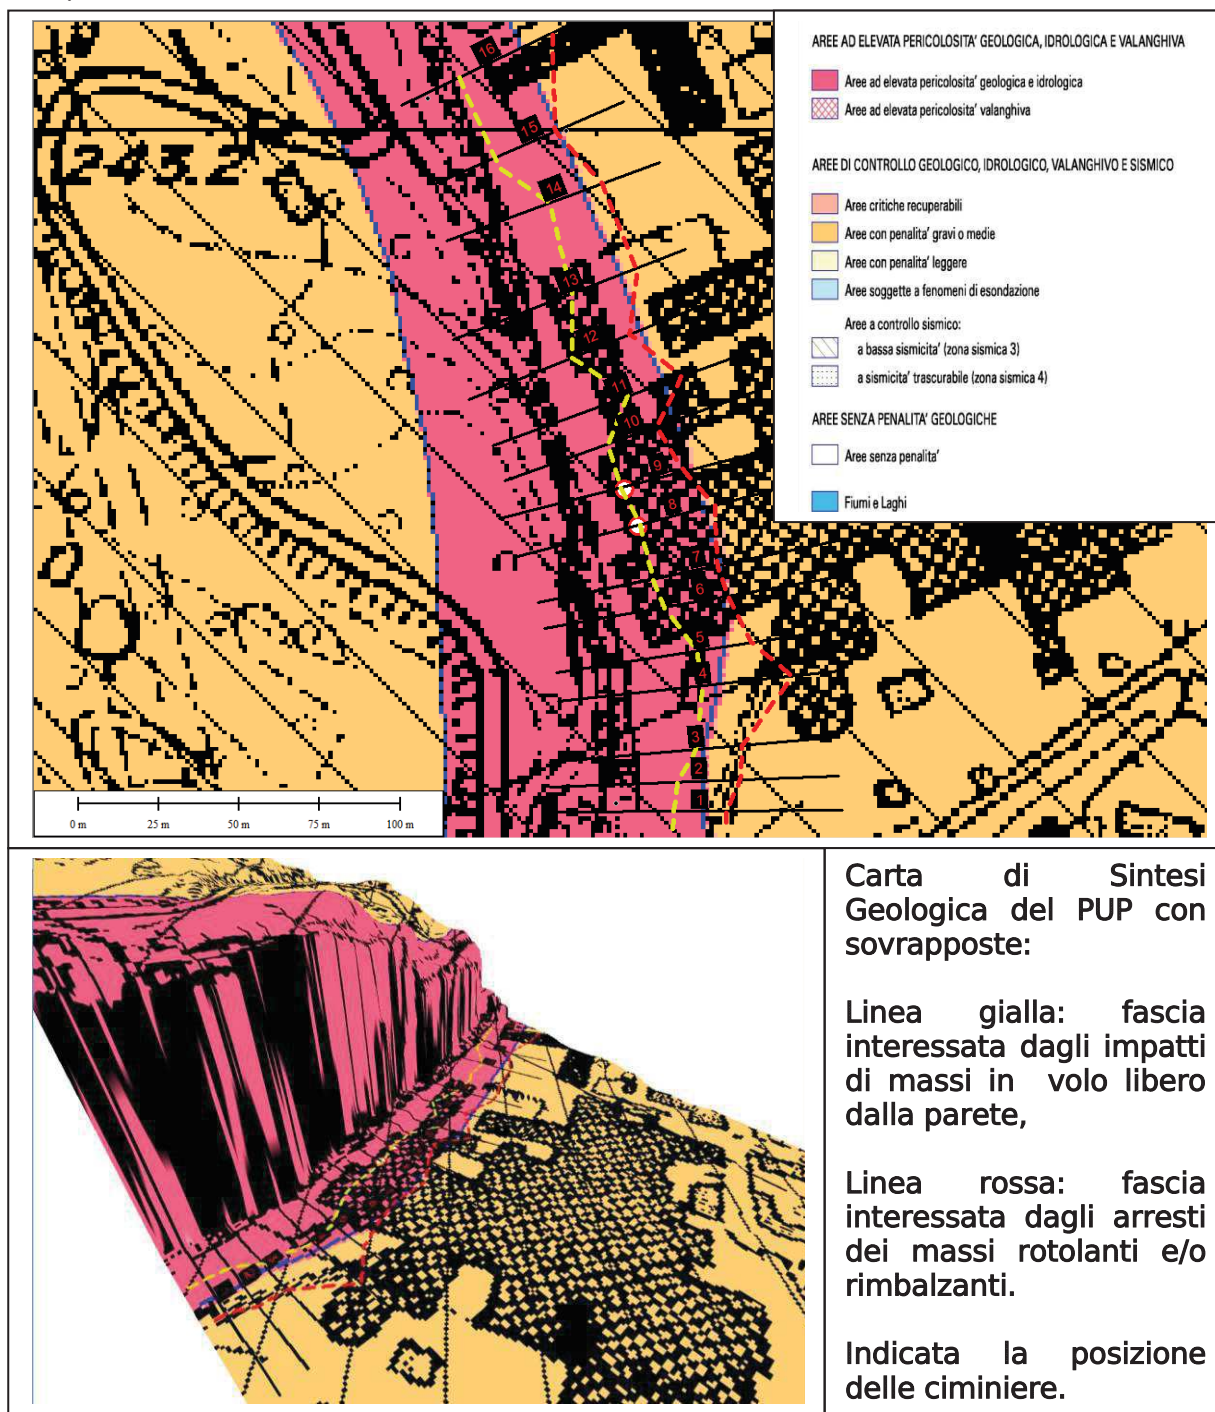 AREE AD ELEVATA PERICOLOSITA' GEOLOGICA, IDROLOGICA E VALANGHIVA
Aree ad elevata pericolosita' geologica e idrologica
Aree ad elevata pericolosita' valanghiva
AREE DI CONTROLLO GEOLOGICO, IDROLOGICO, VALANGHIVO E SISMICO
Aree critiche recuperabili
Aree con penalita' gravi o medie
Aree con penalita' leggere
Aree soggette a fenomeni di esondazione
Aree a controllo sismico:
a bassa sismicita' (zona sismica 3)
a sismicita' trascurabile (zona sismica 4)
AREE SENZA PENALITA' GEOLOGICHE
Aree senza penalita'
Fiumi e Laghi
16
15
243.2
14
13
12
11
10
9
8
7
6
5
4
3
2
1
0 m 25 m 50 m 75 m 100 m
Carta di Sintesi
Geologica del PUP con
sovrapposte:
Linea gialla: fascia
interessata dagli impatti
di massi in volo libero
dalla parete,
Linea rossa: fascia
interessata dagli arresti
dei massi rotolanti e/o
rimbalzanti.
Indicata la posizione
delle ciminiere.